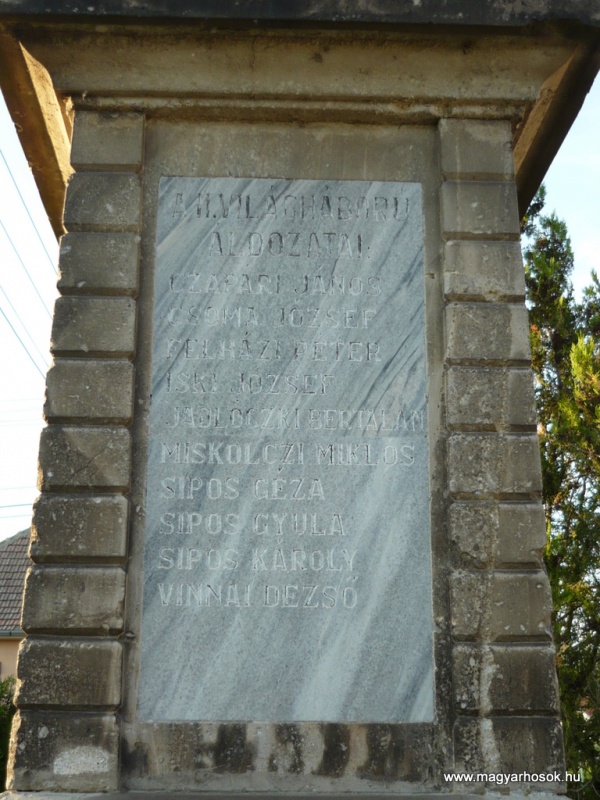 A II. VILÁGHÁBORÚ
ÁLDOZATAI:
CZAFARI JÁNOS
CSOMA JÓZSEF
FELHÁZI PÉTER
ISKI JÓZSEF
JABLÓCZKI BERTALAN
MISKOLCZI MIKLÓS
SIPOS GÉZA
SIPOS GYULA
SIPOS KÁROLY
VINNAI DEZSŐ
www.magyarhosok.hu